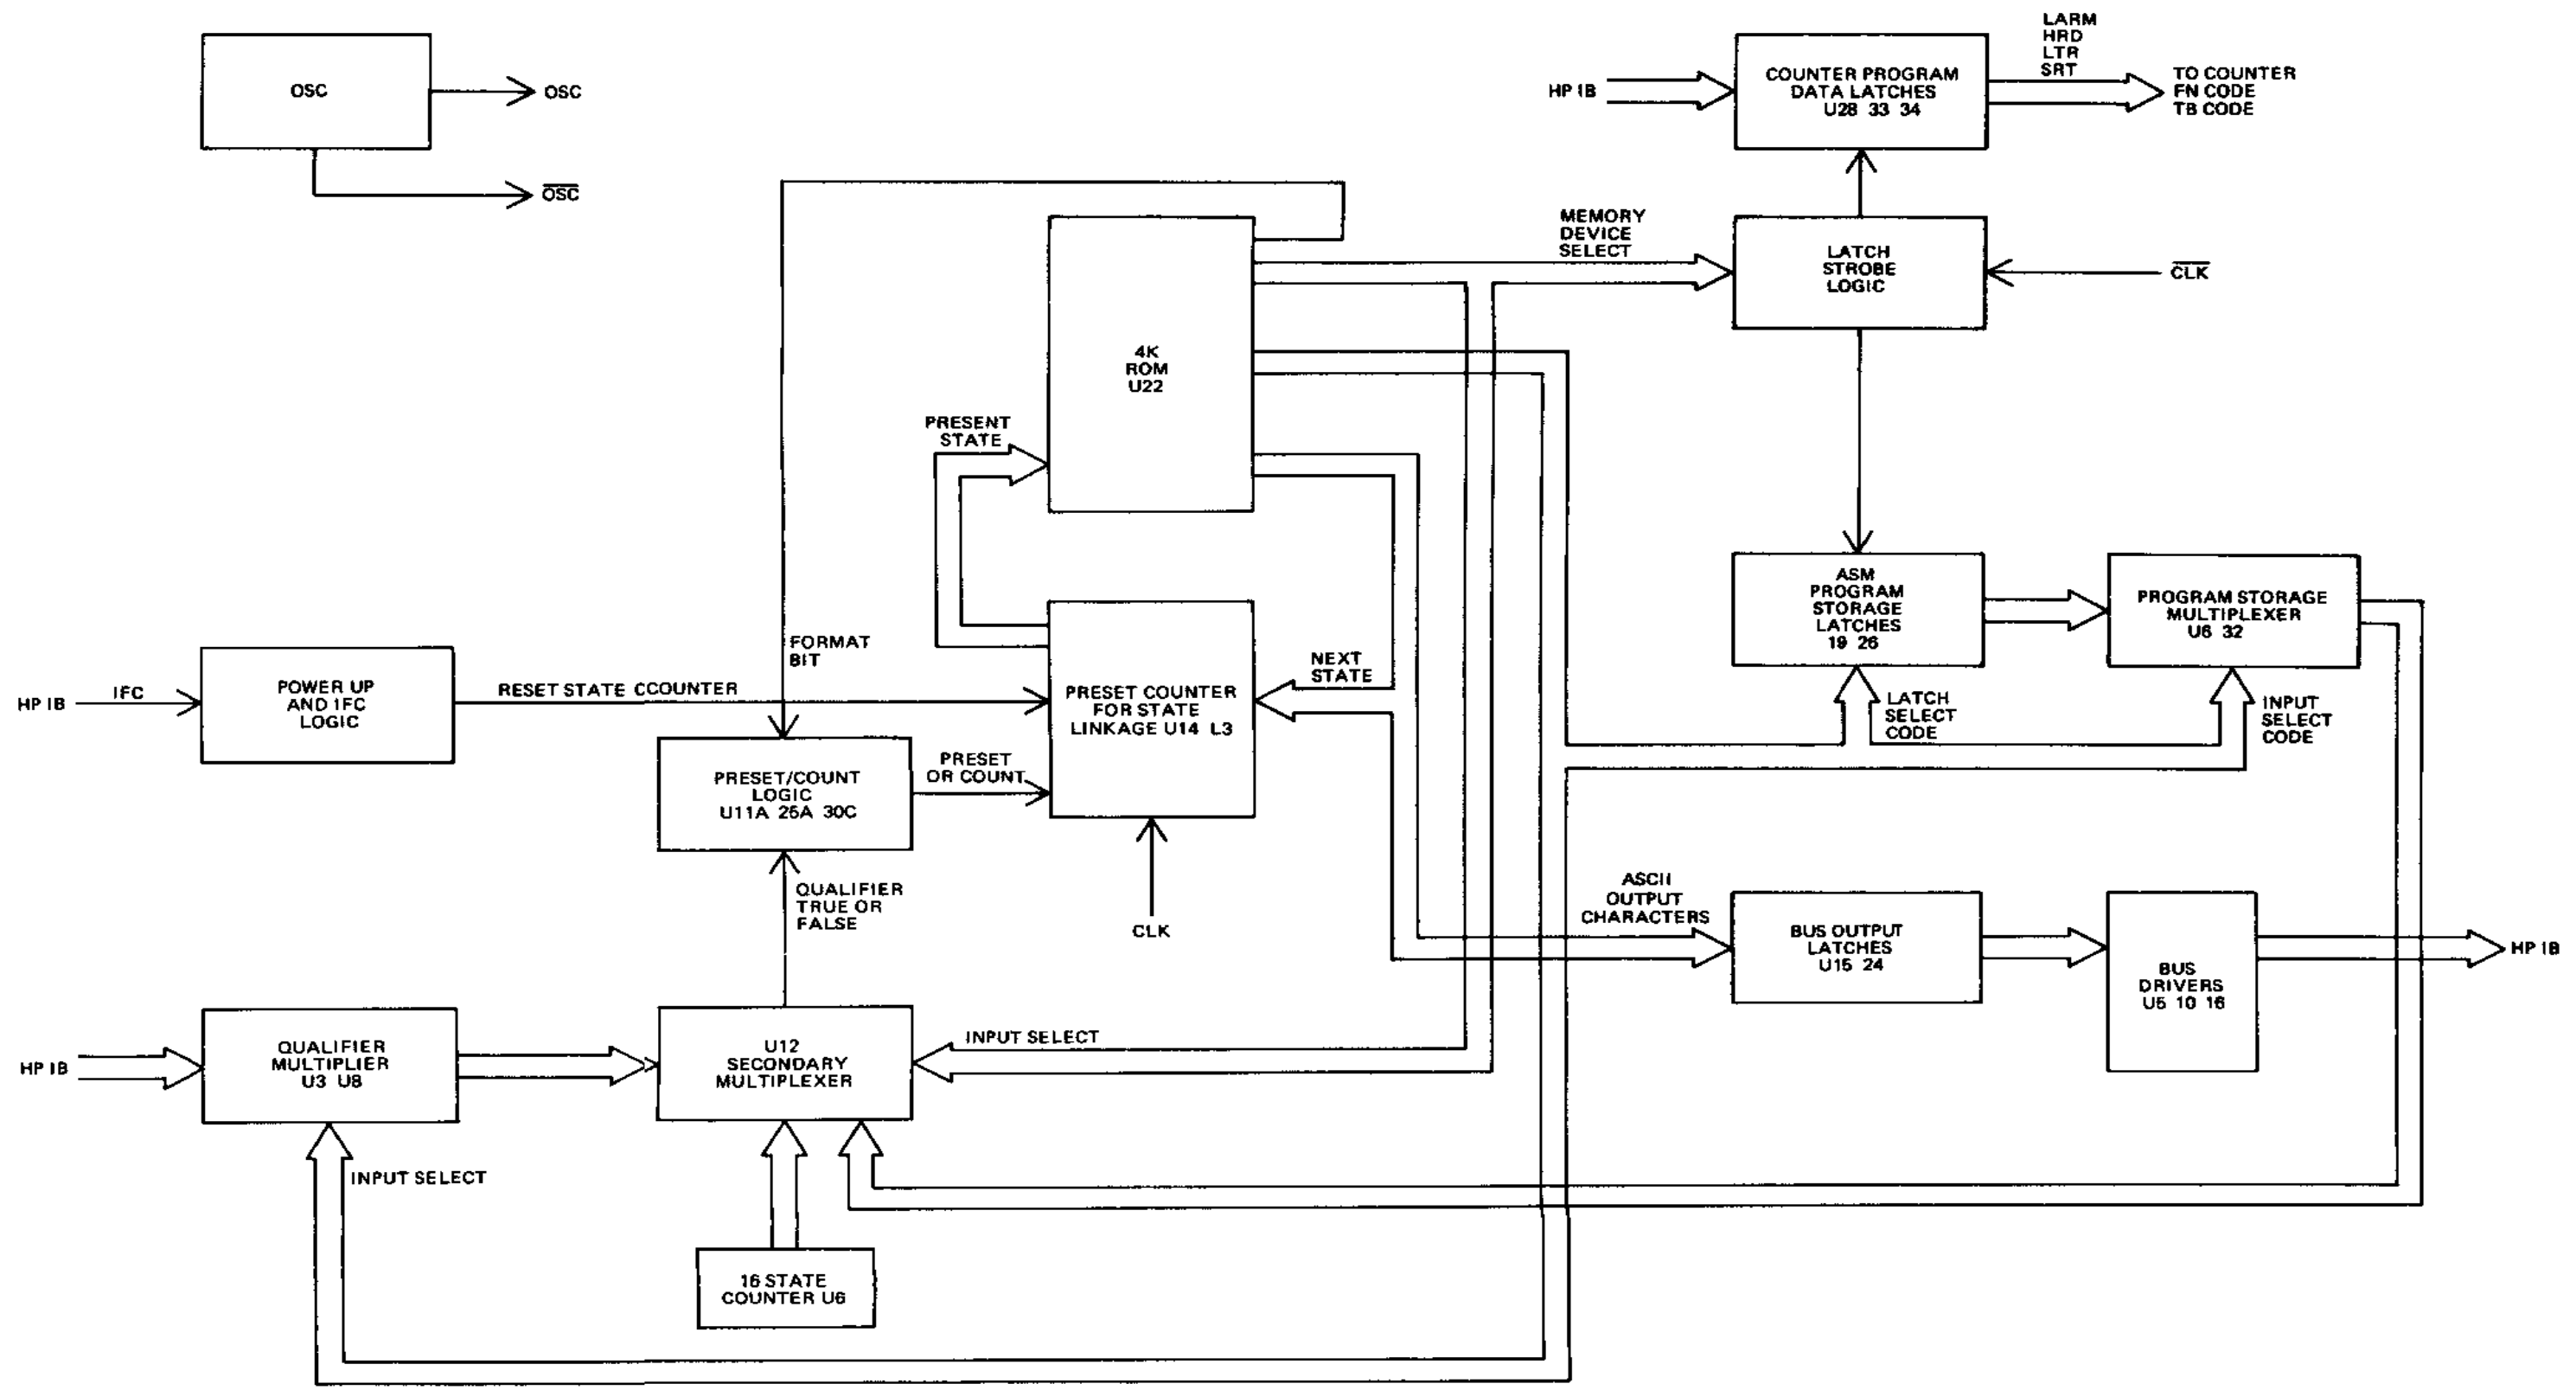 OSC
OSC
OSC
HP IB
COUNTER PROGRAM
DATA LATCHES
U28 33 34
LARM
HRD
LTR
SRT
TO COUNTER
FN CODE
TB CODE
MEMORY
DEVICE
SELECT
LATCH
STROBE
LOGIC
CLK
4K
ROM
U22
PRESENT
STATE
FORMAT
BIT
HP IB
IFC
POWER UP
AND IFC
LOGIC
RESET STATE CCOUNTER
PRESET COUNTER
FOR STATE
LINKAGE U14 L3
NEXT
STATE
ASM
PROGRAM
STORAGE
LATCHES
19 26
PROGRAM STORAGE
MULTIPLEXER
U6 32
LATCH
SELECT
CODE
INPUT
SELECT
CODE
PRESET/COUNT
LOGIC
U11A 25A 30C
PRESET
OR COUNT
CLK
QUALIFIER
TRUE OR
FALSE
ASCII
OUTPUT
CHARACTERS
BUS OUTPUT
LATCHES
U15 24
BUS
DRIVERS
U5 10 16
HP IB
HP IB
QUALIFIER
MULTIPLIER
U3 U8
U12
SECONDARY
MULTIPLEXER
INPUT SELECT
INPUT SELECT
16 STATE
COUNTER U6